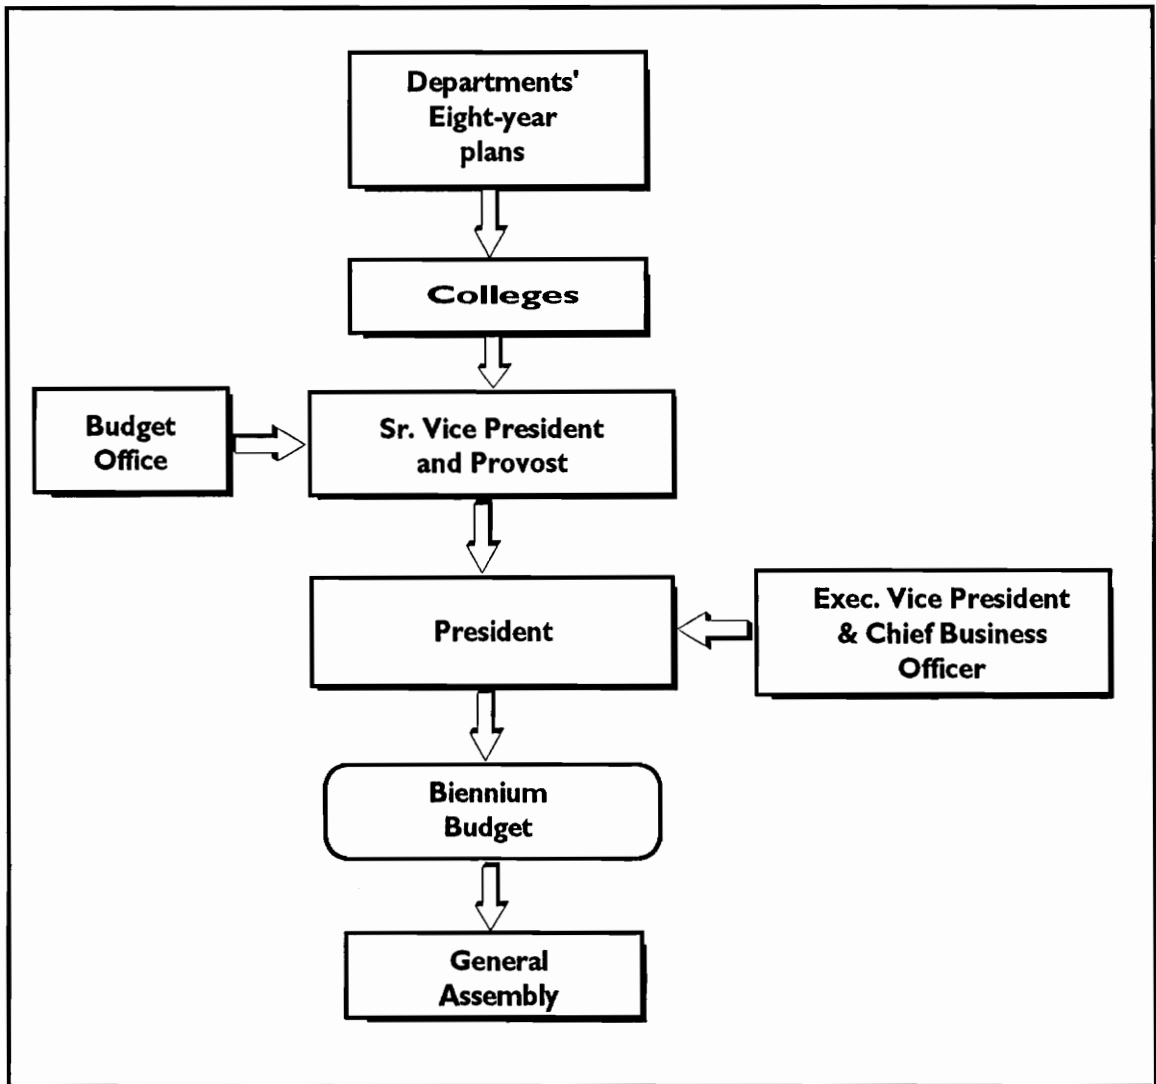 Departments'
Eight-year
plans
Colleges
Budget
Office
Sr. Vice President
and Provost
President
Exec. Vice President
& Chief Business
Officer
Biennium
Budget
General
Assembly